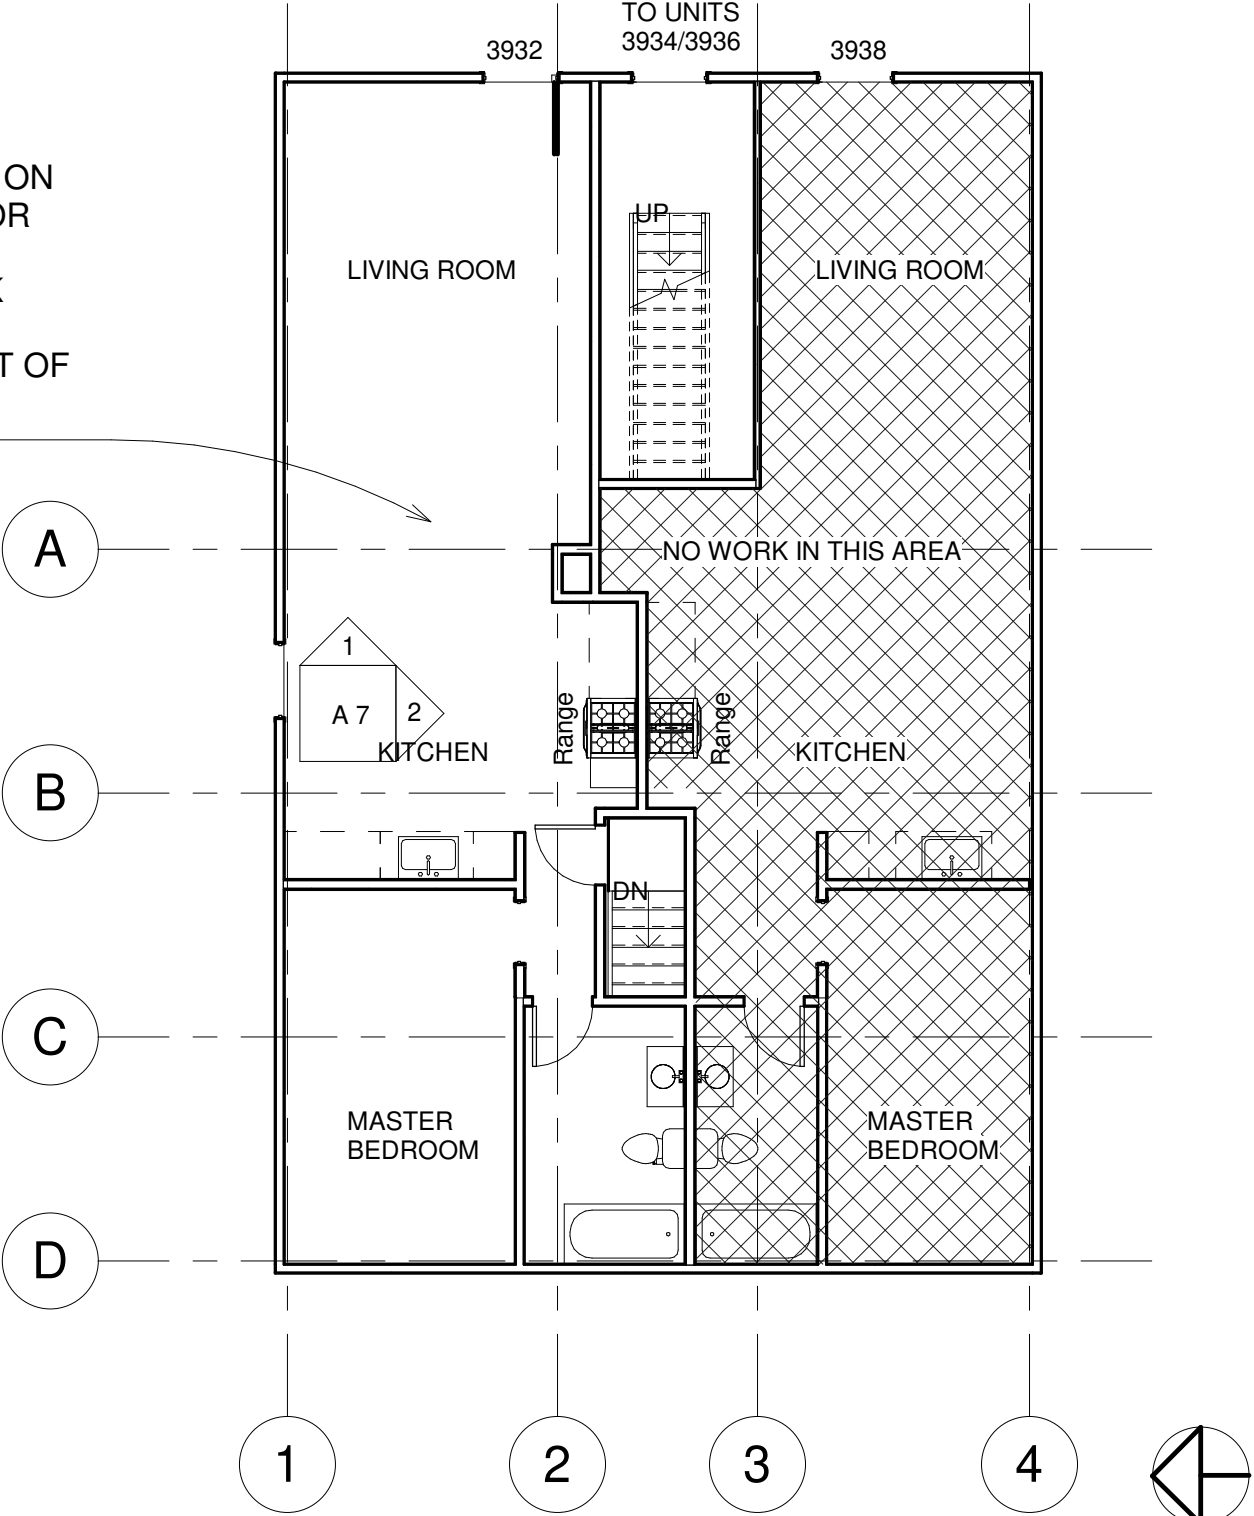 TO UNITS
3934/3936
3932
3938
ON
OR
K
T OF
UP
LIVING ROOM
LIVING ROOM
A
NO WORK IN THIS AREA
1
A 7
2
Range
Range
KITCHEN
KITCHEN
B
DN
C
MASTER
BEDROOM
MASTER
BEDROOM
D
1
2
3
4